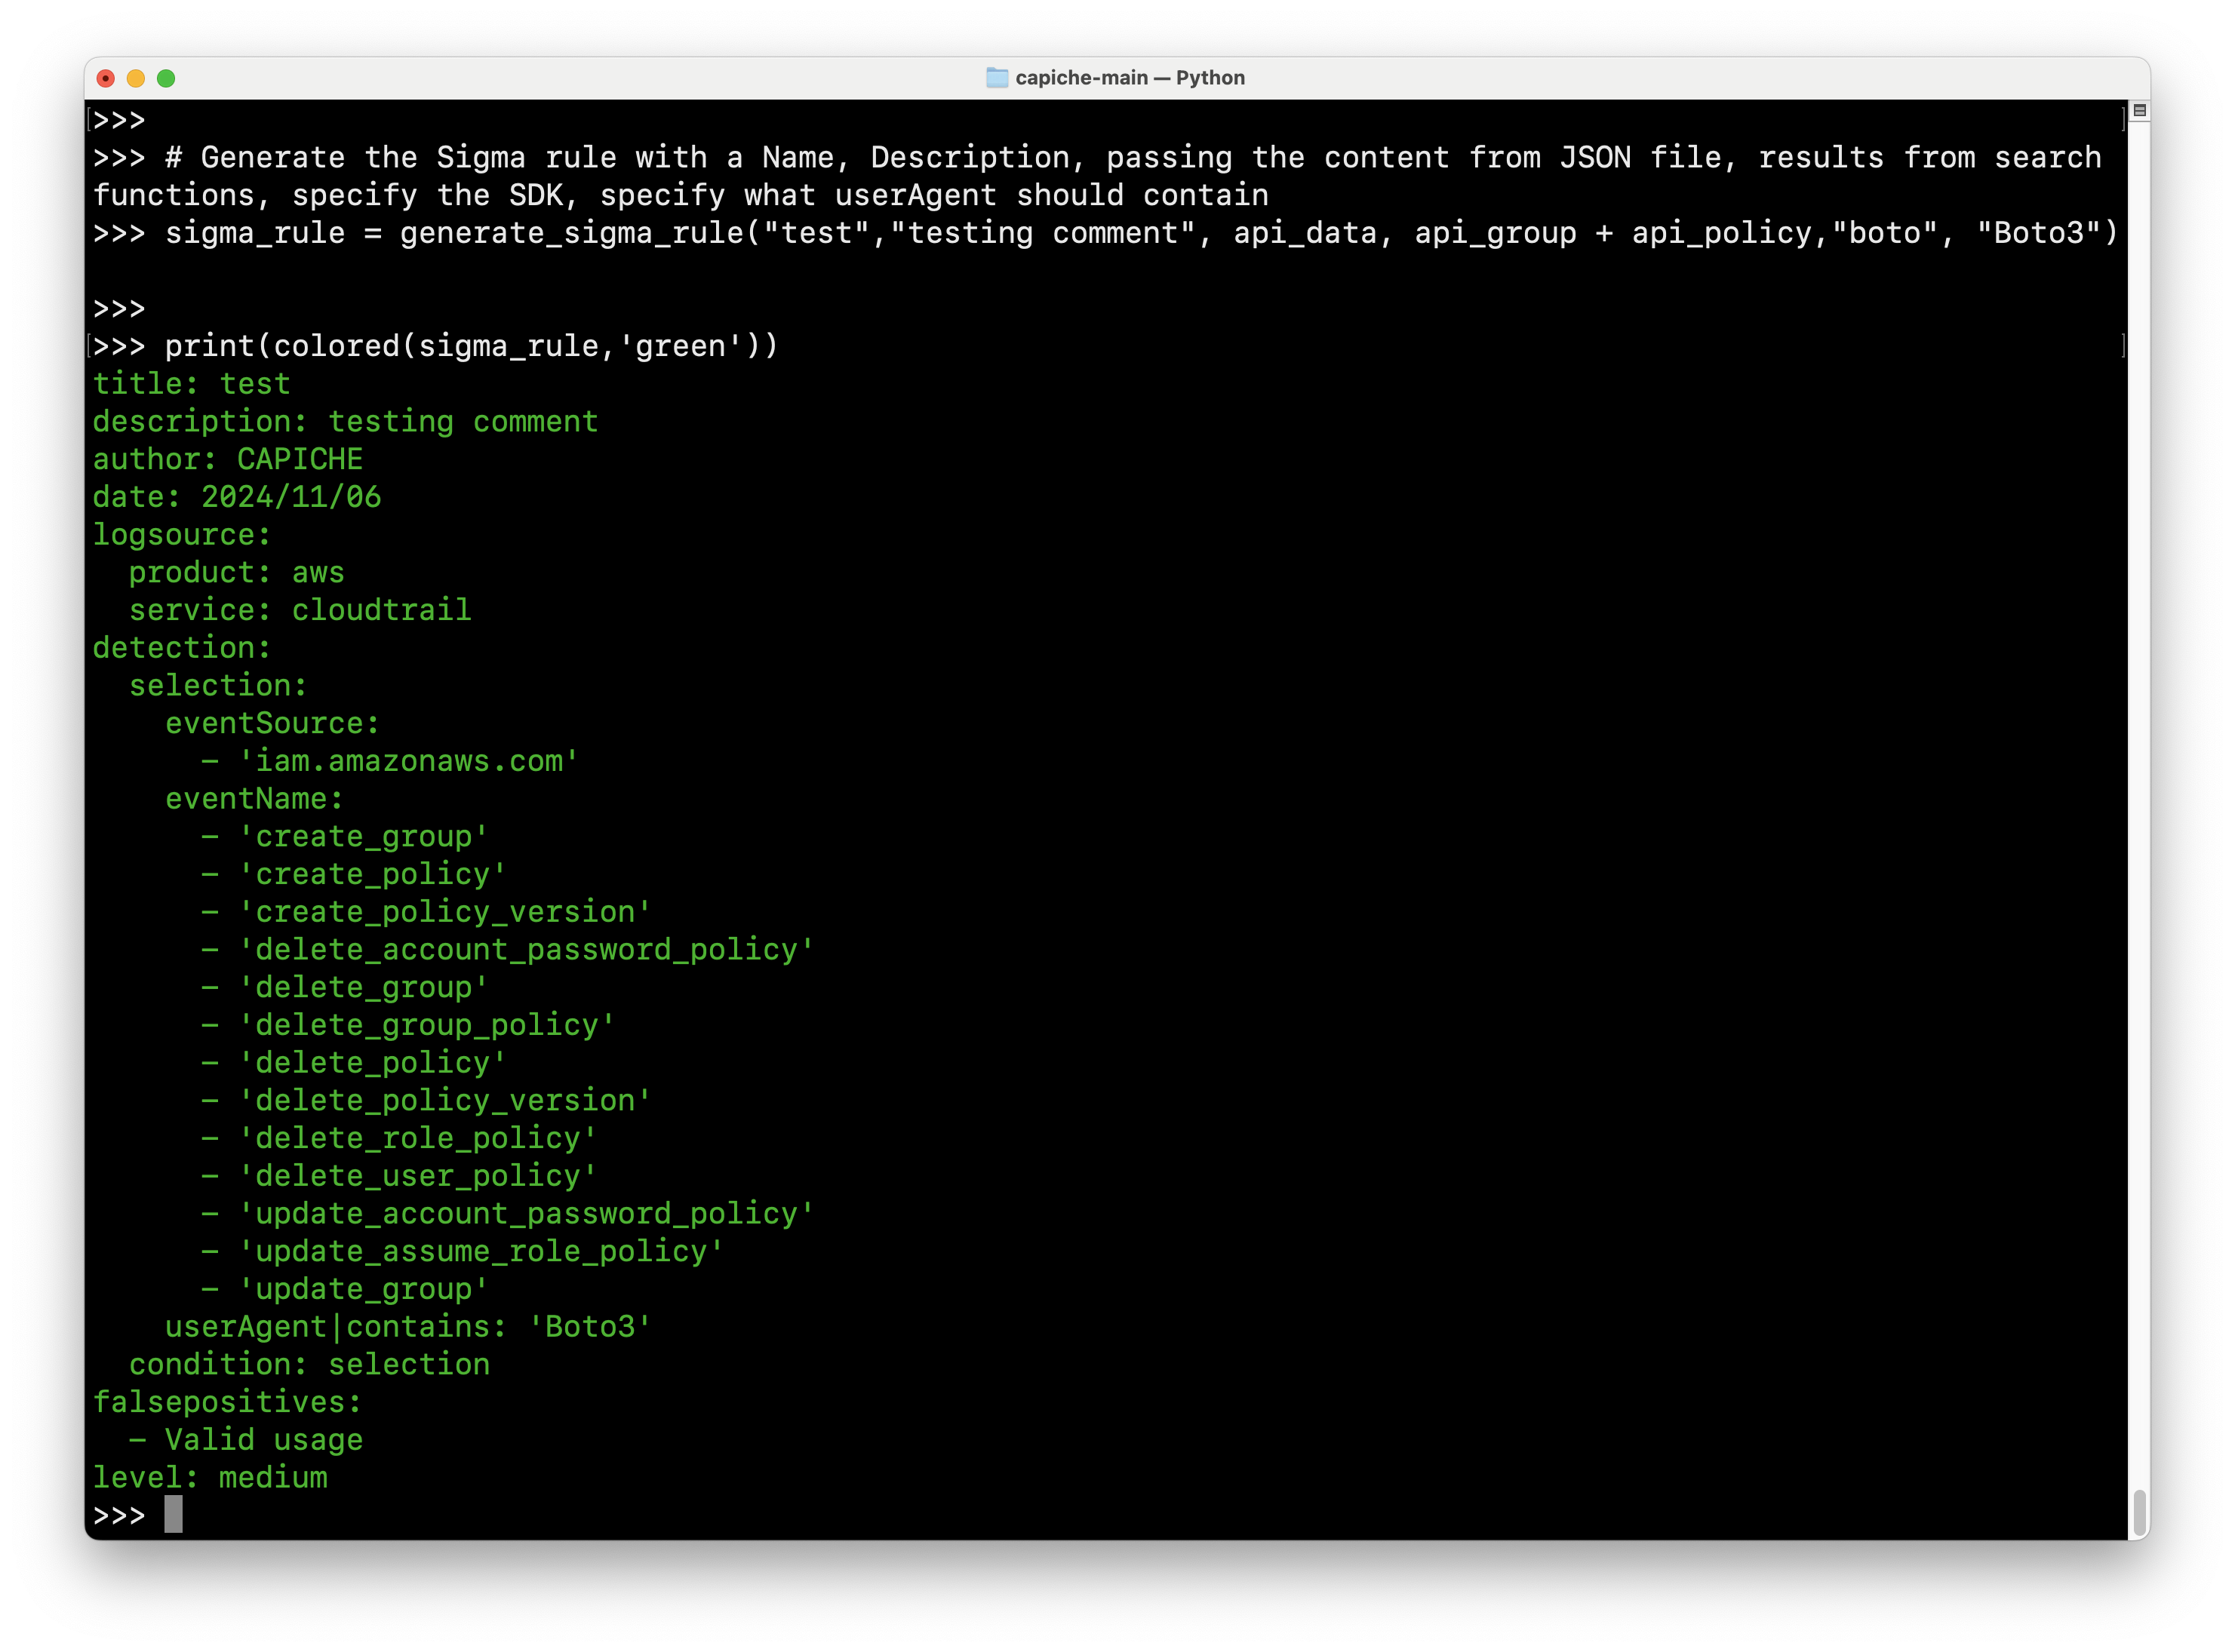 capiche-main — Python
>>>
>>> # Generate the Sigma rule with a Name, Description, passing the content from JSON file, results from search
functions, specify the SDK, specify what userAgent should contain
>>> sigma_rule = generate_sigma_rule("test","testing comment", api_data, api_group + api_policy,"boto", "Boto3")
>>>
>>> print(colored(sigma_rule,'green'))
title: test
description: testing comment
author: CAPICHE
date: 2024/11/06
logsource:
  product: aws
  service: cloudtrail
detection:
  selection:
    eventSource:
      - 'iam.amazonaws.com'
    eventName:
      - 'create_group'
      - 'create_policy'
      - 'create_policy_version'
      - 'delete_account_password_policy'
      - 'delete_group'
      - 'delete_group_policy'
      - 'delete_policy'
      - 'delete_policy_version'
      - 'delete_role_policy'
      - 'delete_user_policy'
      - 'update_account_password_policy'
      - 'update_assume_role_policy'
      - 'update_group'
    userAgent|contains: 'Boto3'
  condition: selection
falsepositives:
  - Valid usage
level: medium
>>>